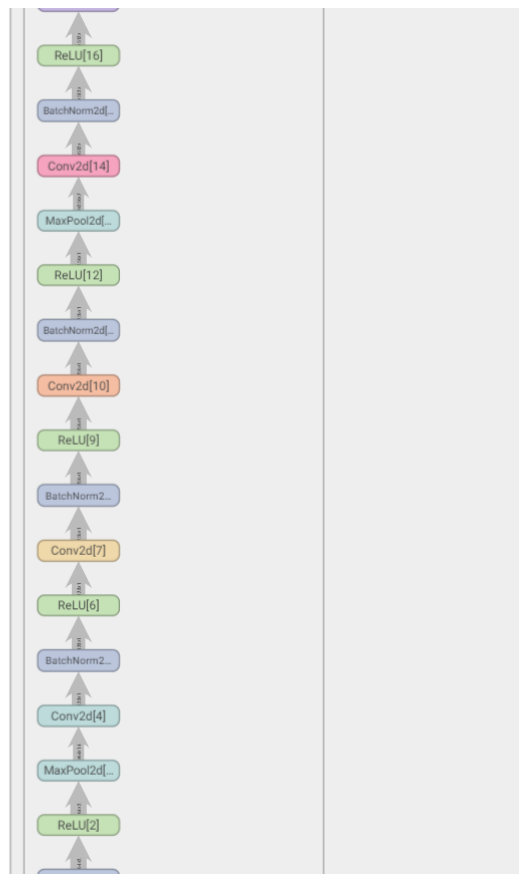 ReLU[16]
BatchNorm2d[...
Conv2d[14]
MaxPool2d[...
ReLU[12]
BatchNorm2d[...
Conv2d[10]
ReLU[9]
BatchNorm2...
Conv2d[7]
ReLU[6]
BatchNorm2...
Conv2d[4]
MaxPool2d[...
ReLU[2]